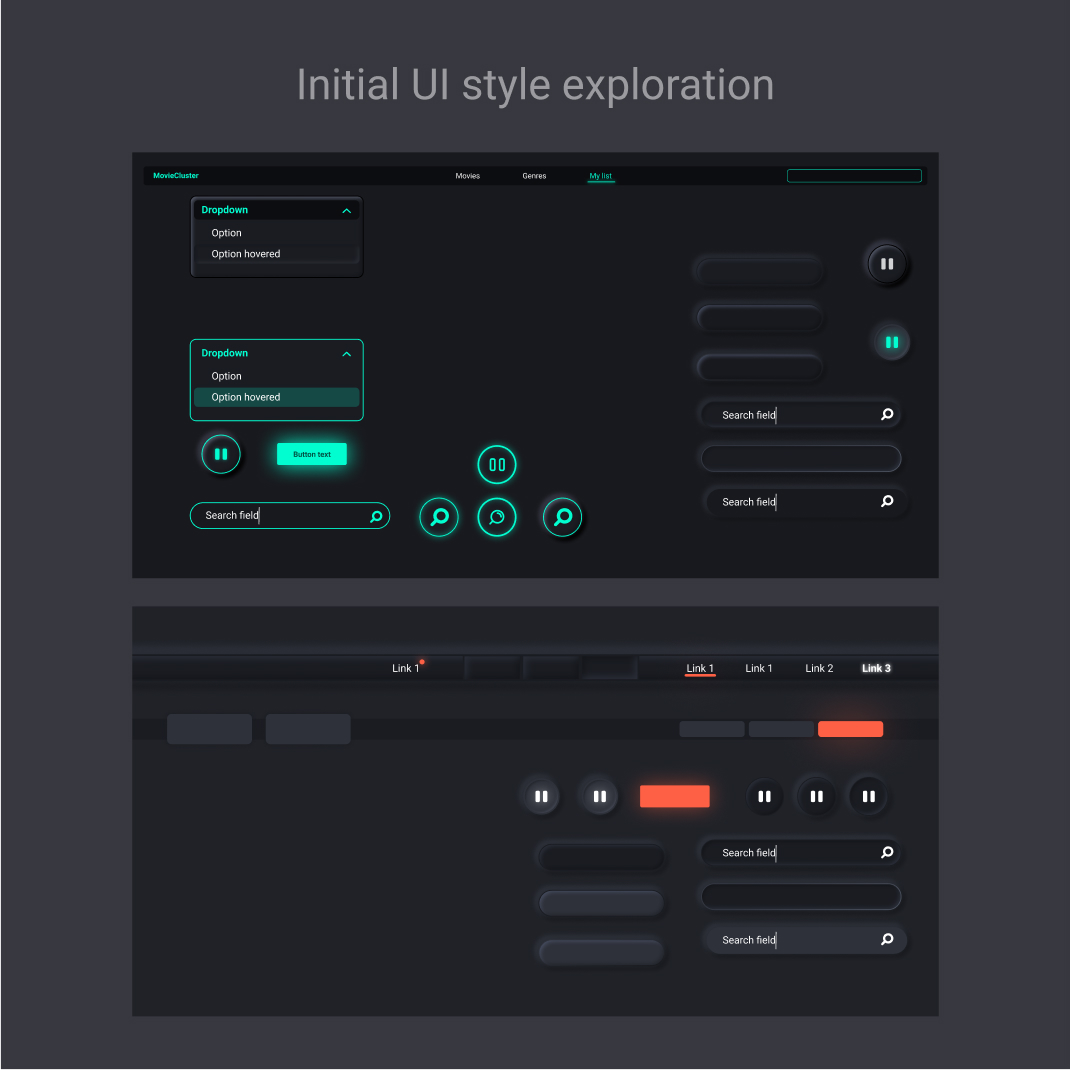 Initial UI style exploration
MovieCluster Movies Genres My list
Dropdown
Option
Option hovered
Dropdown
Option
Option hovered
Button text
Search field
Search field
Search field
Link 1 Link 1 Link 1 Link 2 Link 3
Search field
Search field